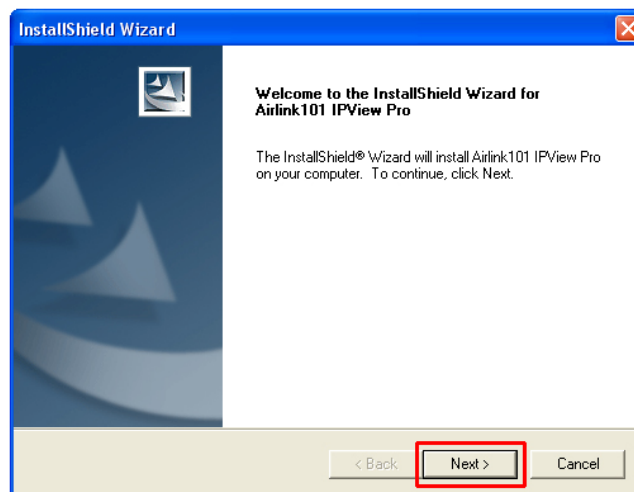 InstallShield Wizard
Welcome to the InstallShield Wizard for
Airlink101 IPView Pro
The InstallShield® Wizard will install Airlink101 IPView Pro
on your computer. To continue, click Next.
< Back Next > Cancel